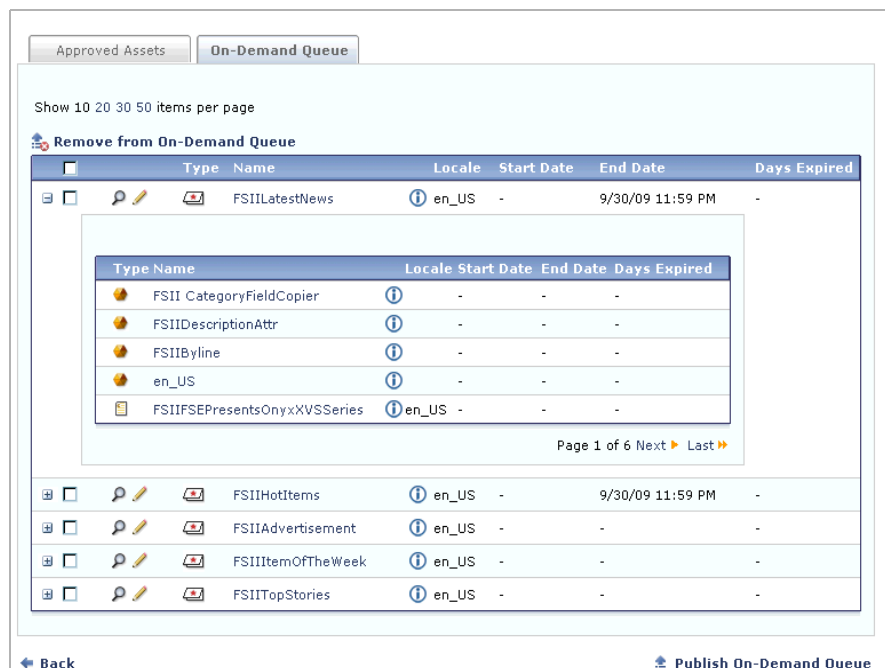 Approved Assets On-Demand Queue
Show 10 20 30 50 items per page
Remove from On-Demand Queue
Type Name Locale Start Date End Date Days Expired
FSIILatestNews en_US - 9/30/09 11:59 PM -
Type Name Locale Start Date End Date Days Expired
FSII CategoryFieldCopier - - -
FSIIDescriptionAttr - - -
FSIIByline - - -
en_US - - -
FSIIFSEPresentsOnyxXVSSeries en_US - - -
Page 1 of 6 Next Last
FSIIHotItems en_US - 9/30/09 11:59 PM -
FSIIAdvertisement en_US - - -
FSIIItemOfTheWeek en_US - - -
FSIITopStories en_US - - -
Back Publish On-Demand Queue